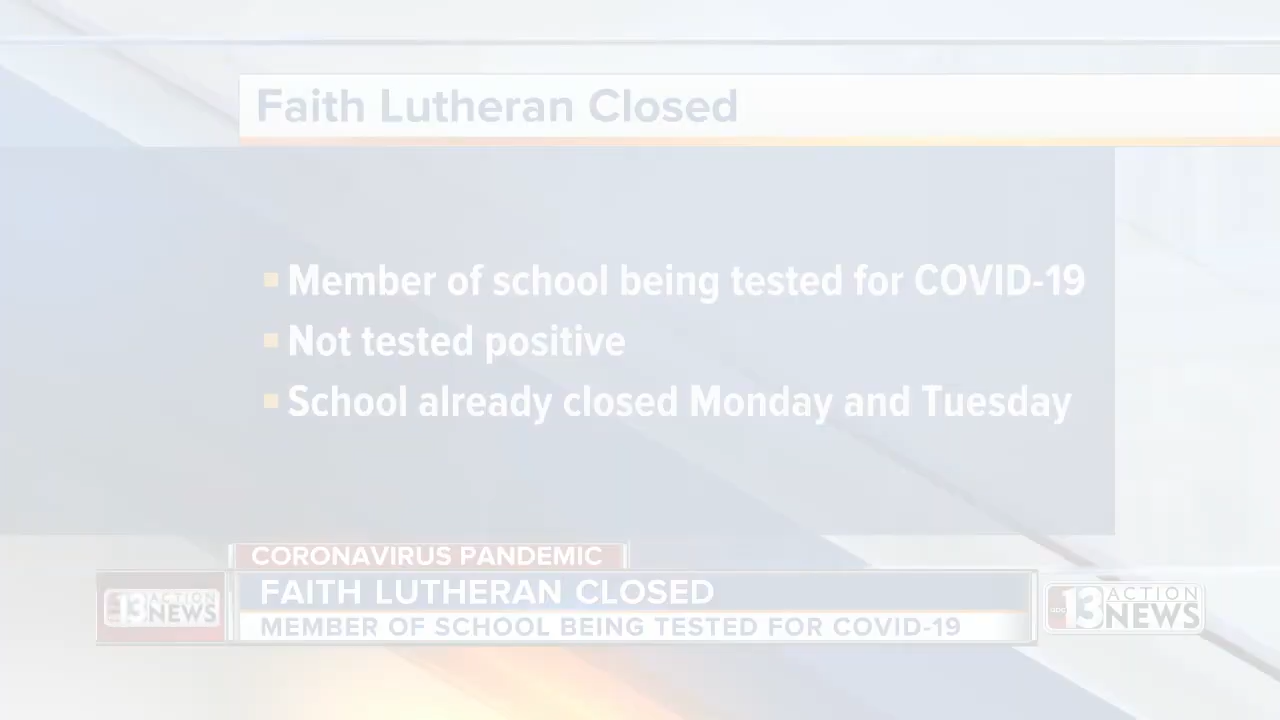 Faith Lutheran Closed
Member of school being tested for COVID-19
Not tested positive
School already closed Monday and Tuesday
CORONAVIRUS PANDEMIC
FAITH LUTHERAN CLOSED
MEMBER OF SCHOOL BEING TESTED FOR COVID-19
13 ACTION NEWS
abc 13 ACTION NEWS